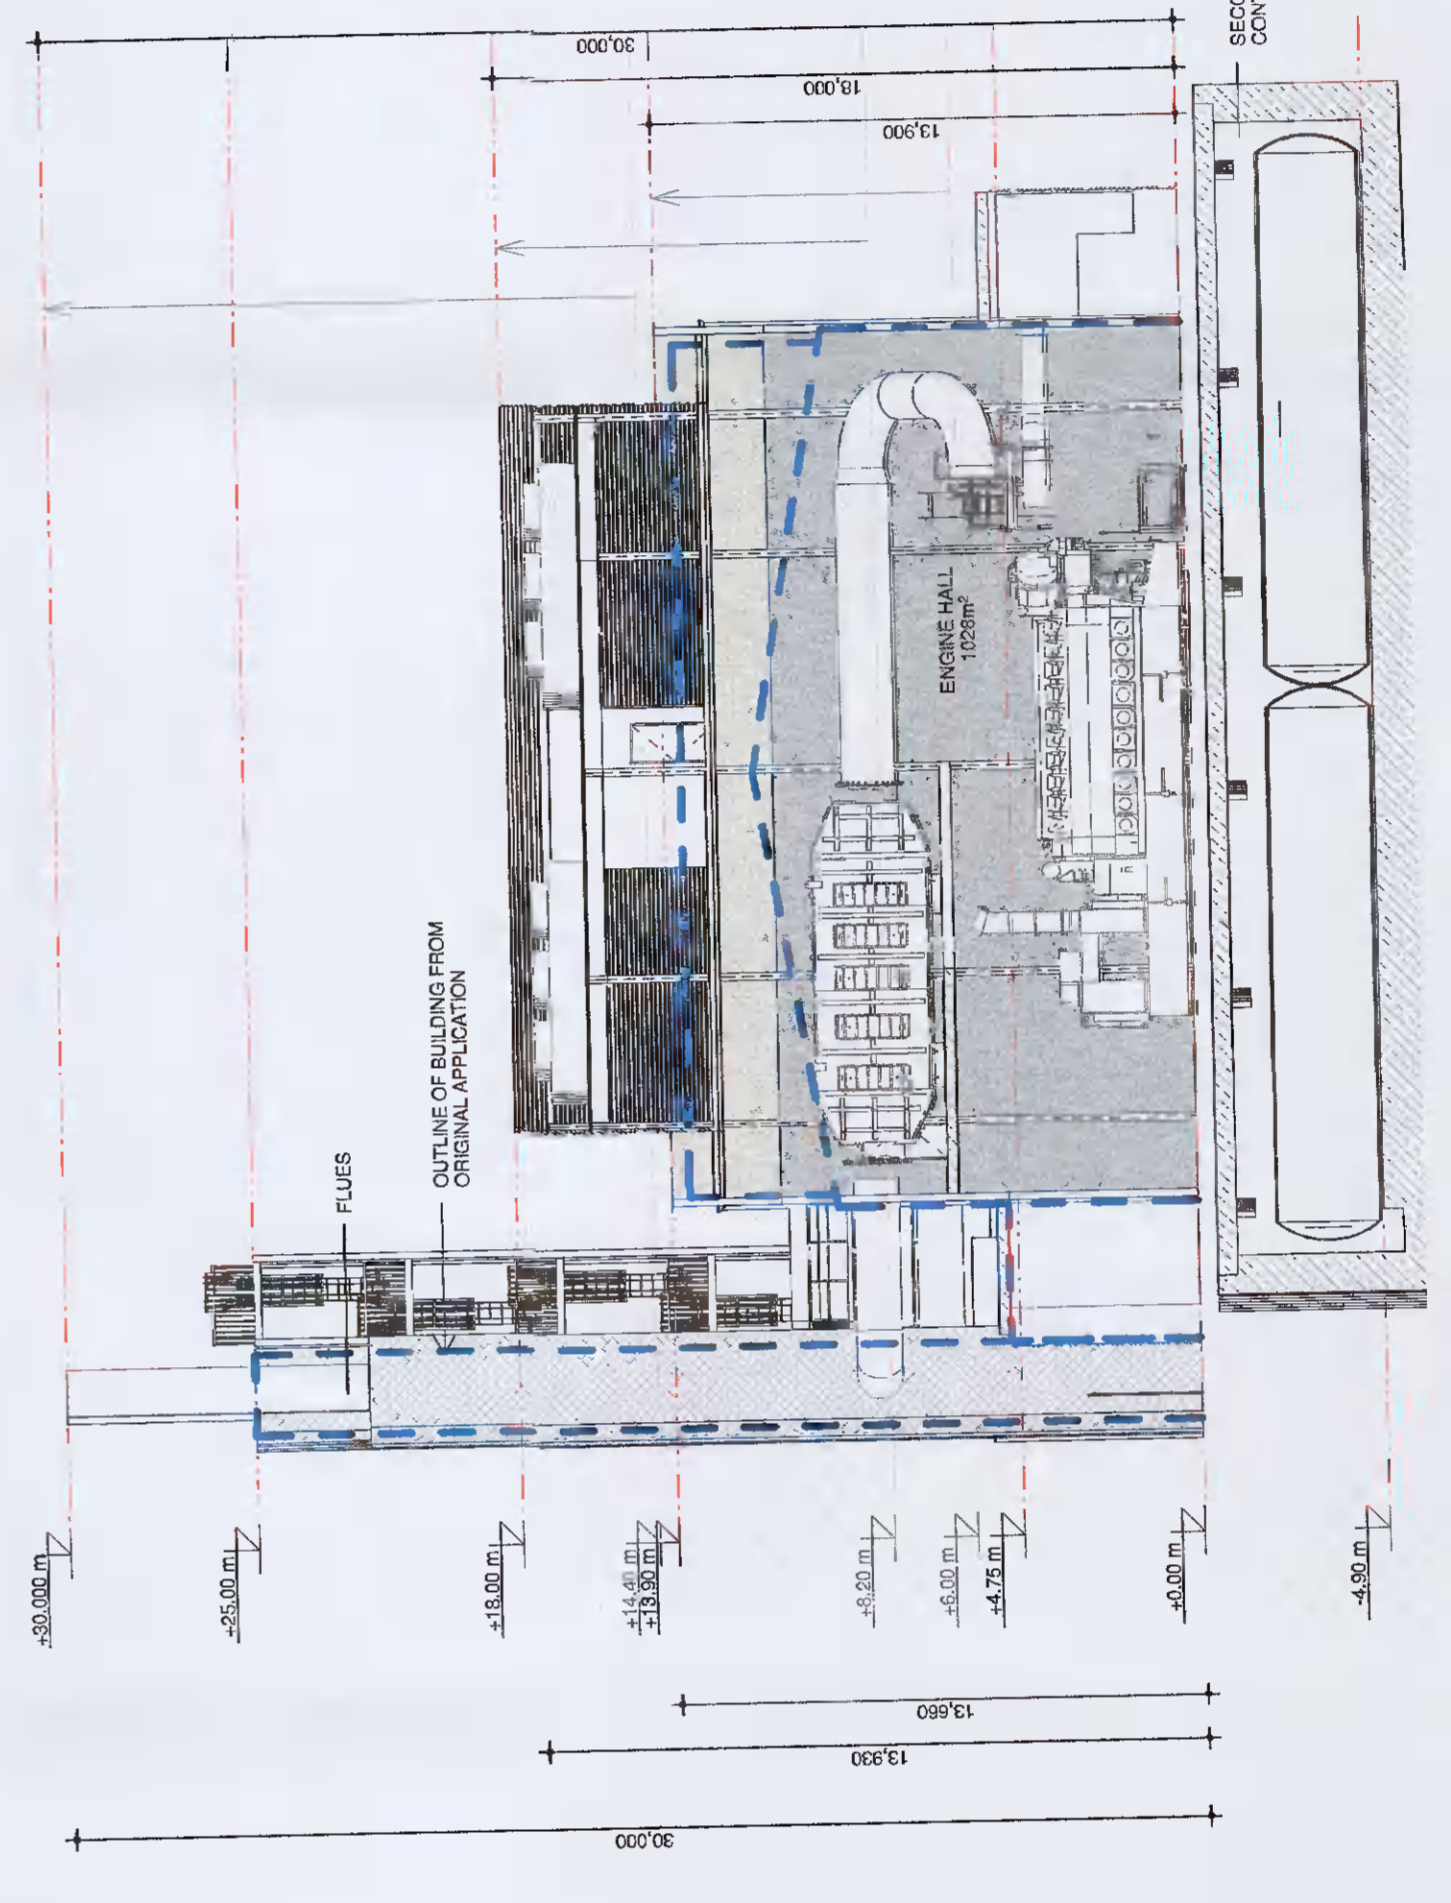 30,000
18,000
13,900
SECO
CONT
ENGINE HALL
1028m²
OUTLINE OF BUILDING FROM
ORIGINAL APPLICATION
FLUES
+30.000 m
+25.00 m
+18.00 m
+14.40 m
+13.90 m
+8.20 m
+6.00 m
+4.75 m
+0.00 m
-4.90 m
13,660
13,930
30,000